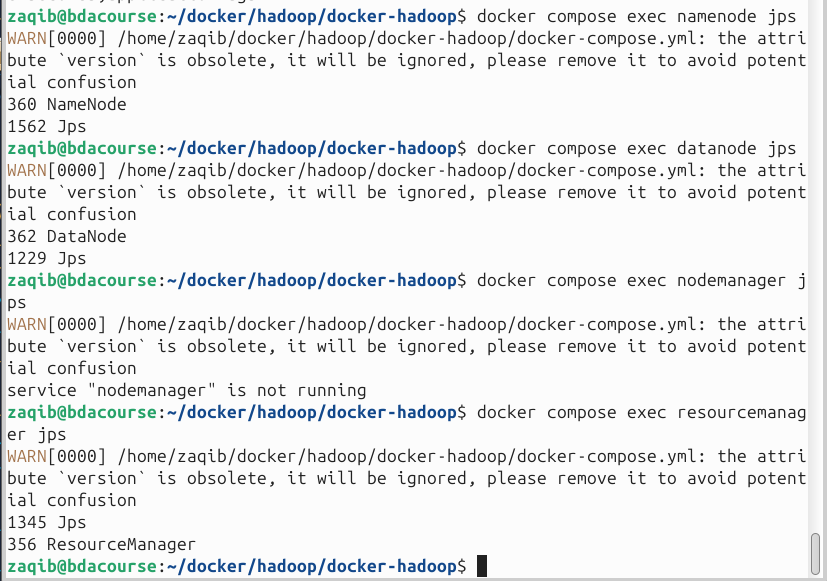 zaqib@bdacourse:~/docker/hadoop/docker-hadoop$ docker compose exec namenode jps
WARN[0000] /home/zaqib/docker/hadoop/docker-hadoop/docker-compose.yml: the attri
bute `version` is obsolete, it will be ignored, please remove it to avoid potent
ial confusion
360 NameNode
1562 Jps
zaqib@bdacourse:~/docker/hadoop/docker-hadoop$ docker compose exec datanode jps
WARN[0000] /home/zaqib/docker/hadoop/docker-hadoop/docker-compose.yml: the attri
bute `version` is obsolete, it will be ignored, please remove it to avoid potent
ial confusion
362 DataNode
1229 Jps
zaqib@bdacourse:~/docker/hadoop/docker-hadoop$ docker compose exec nodemanager j
ps
WARN[0000] /home/zaqib/docker/hadoop/docker-hadoop/docker-compose.yml: the attri
bute `version` is obsolete, it will be ignored, please remove it to avoid potent
ial confusion
service "nodemanager" is not running
zaqib@bdacourse:~/docker/hadoop/docker-hadoop$ docker compose exec resourcemanag
er jps
WARN[0000] /home/zaqib/docker/hadoop/docker-hadoop/docker-compose.yml: the attri
bute `version` is obsolete, it will be ignored, please remove it to avoid potent
ial confusion
1345 Jps
356 ResourceManager
zaqib@bdacourse:~/docker/hadoop/docker-hadoop$